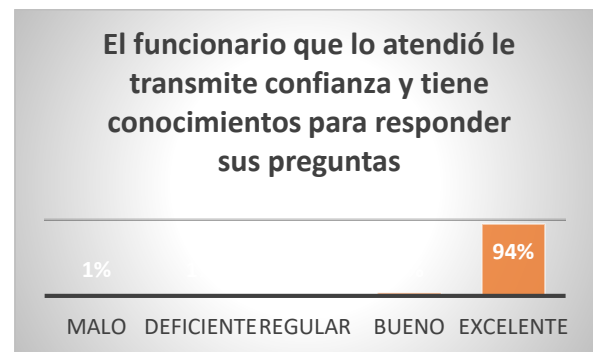 El funcionario que lo atendió le
transmite confianza y tiene
conocimientos para responder
sus preguntas
94%
1%
MALO DEFICIENTE REGULAR BUENO EXCELENTE